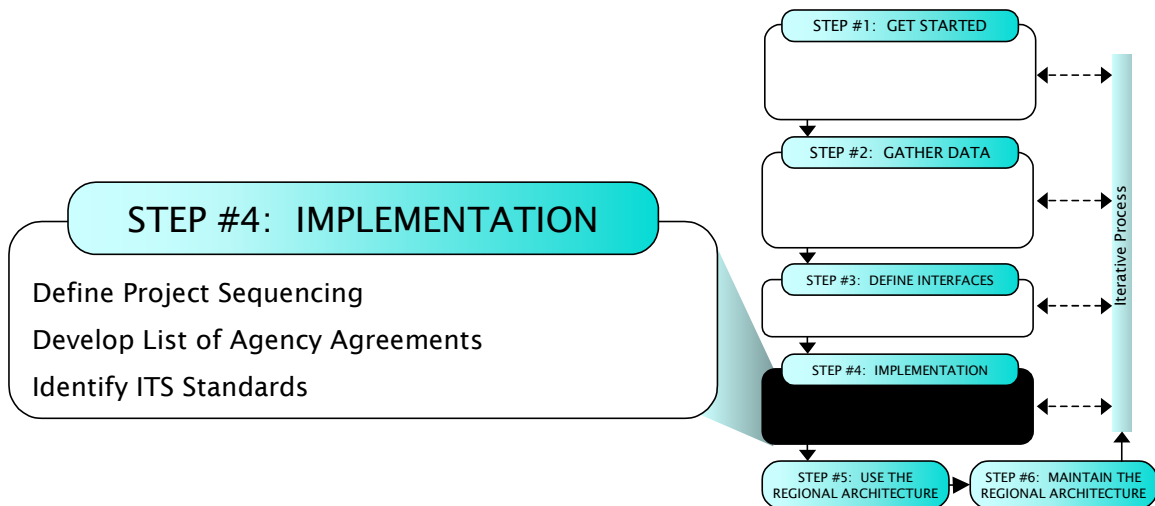 STEP #1: GET STARTED
STEP #2: GATHER DATA
STEP #4: IMPLEMENTATION
Define Project Sequencing
Develop List of Agency Agreements
Identify ITS Standards
STEP #3: DEFINE INTERFACES
STEP #4: IMPLEMENTATION
STEP #5: USE THE
REGIONAL ARCHITECTURE
STEP #6: MAINTAIN THE
REGIONAL ARCHITECTURE
Iterative Process